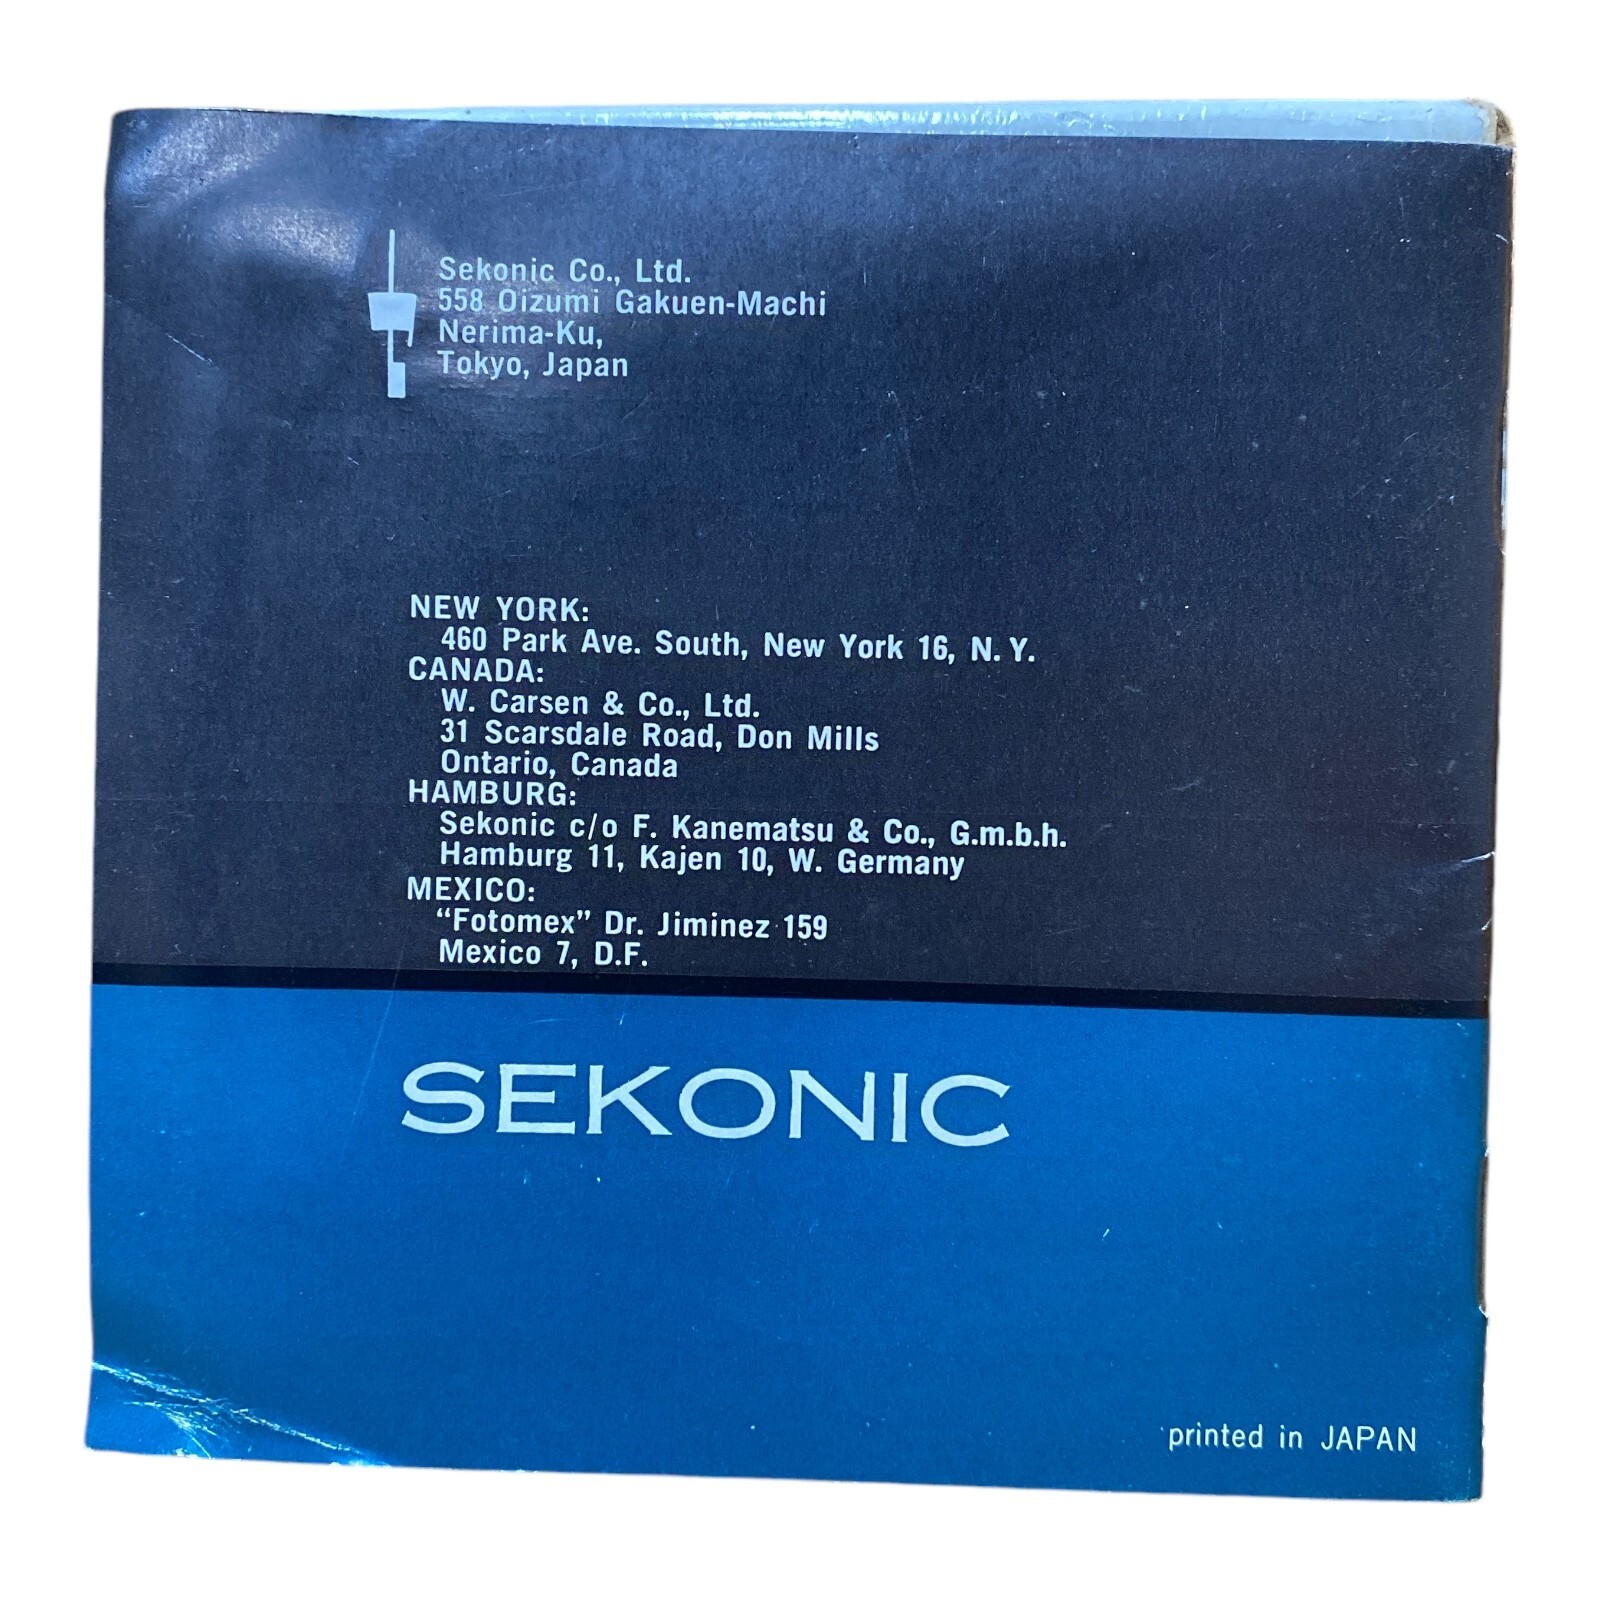 Sekonic Co., Ltd.
558 Oizumi Gakuen-Machi
Nerima-Ku,
Tokyo, Japan
NEW YORK:
460 Park Ave. South, New York 16, N.Y.
CANADA:
W. Carsen & Co., Ltd.
31 Scarsdale Road, Don Mills
Ontario, Canada
HAMBURG:
Sekonic c/o F. Kanematsu & Co., G.m.b.h.
Hamburg 11, Kajen 10, W. Germany
MEXICO:
“Fotomex” Dr. Jiminez 159
Mexico 7, D.F.
SEKONIC
printed in JAPAN